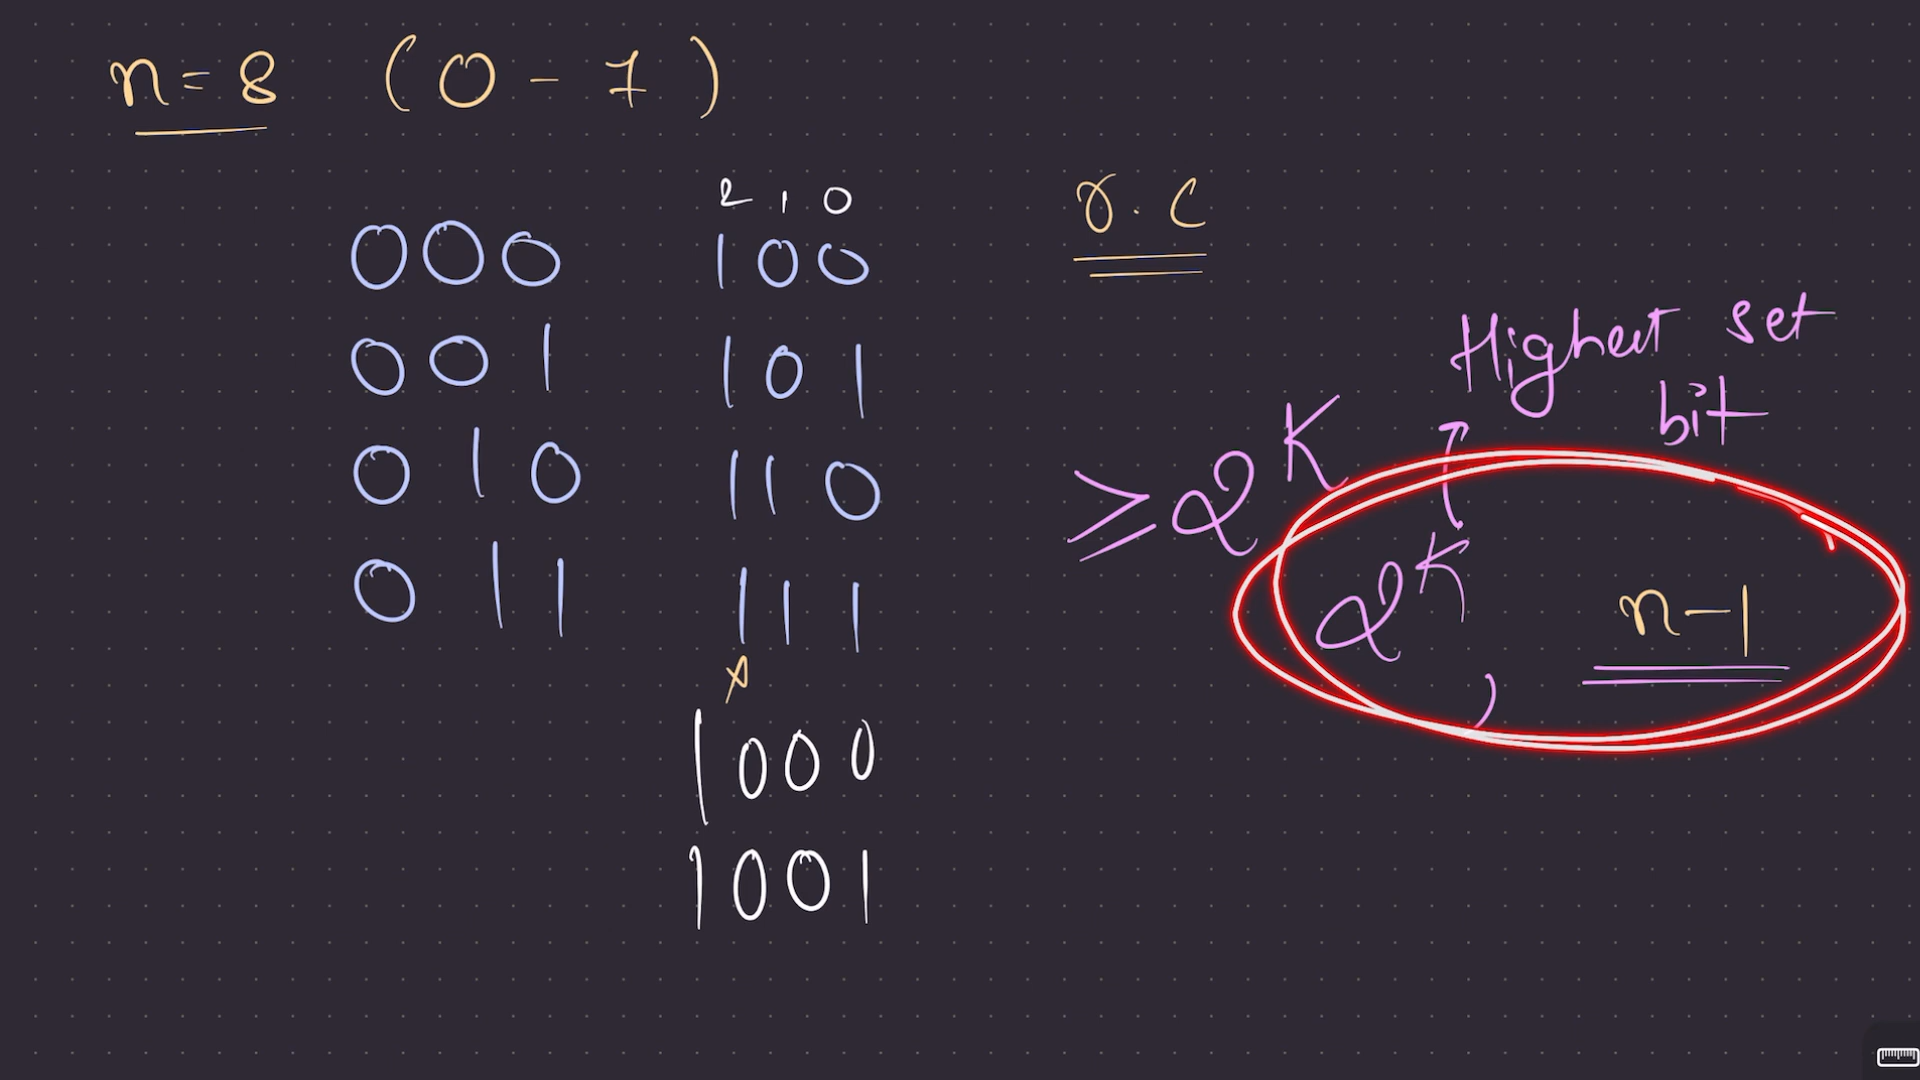 n = 8 ( 0 - 7 )
2 1 0
000 100
001 101
010 110
011 111
1000
1001
r. c
Highest set
bit
≥ 2^K
2^K , n-1